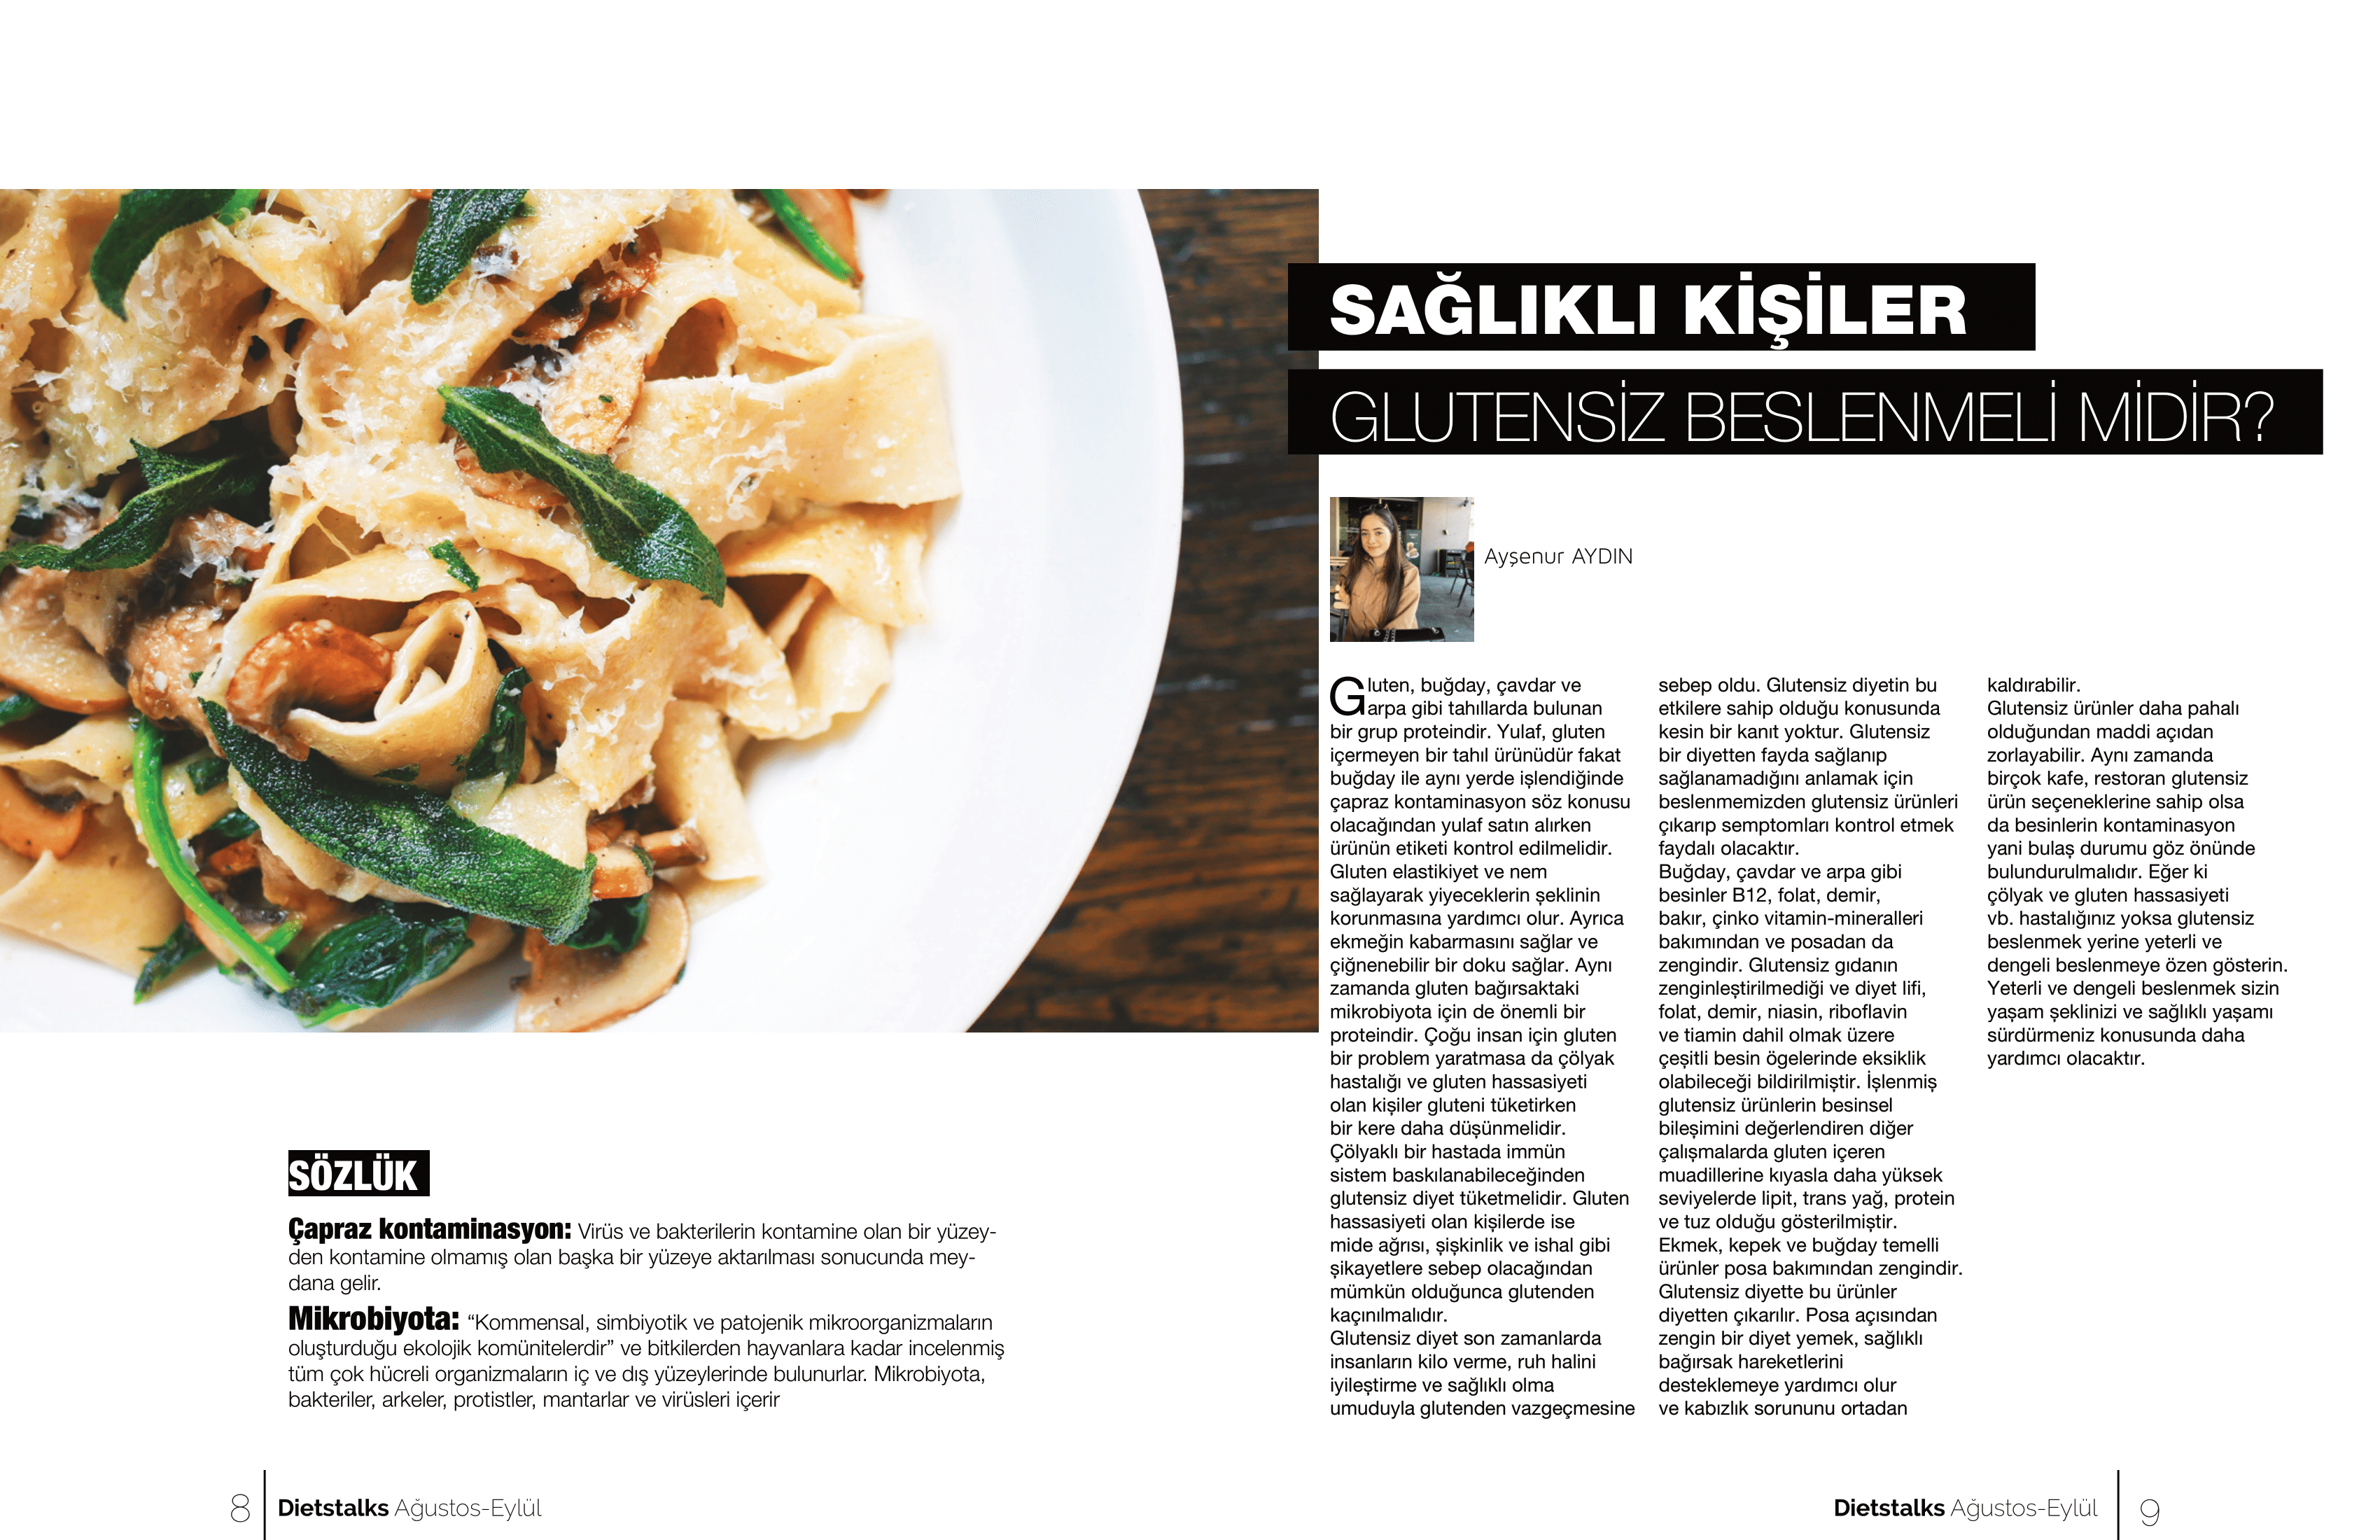 SAĞLIKLI KİŞİLER
GLUTENSİZ BESLENMELİ MİDİR?
Ayşenur AYDIN
Gluten, buğday, çavdar ve
arpa gibi tahıllarda bulunan
bir grup proteindir. Yulaf, gluten
içermeyen bir tahıl ürünüdür fakat
buğday ile aynı yerde işlendiğinde
çapraz kontaminasyon söz konusu
olacağından yulaf satın alırken
ürünün etiketi kontrol edilmelidir.
Gluten elastikiyet ve nem
sağlayarak yiyeceklerin şeklinin
korunmasına yardımcı olur. Ayrıca
ekmeğin kabarmasını sağlar ve
çiğnenebilir bir doku sağlar. Aynı
zamanda gluten bağırsaktaki
mikrobiyota için de önemli bir
proteindir. Çoğu insan için gluten
bir problem yaratmasa da çölyak
hastalığı ve gluten hassasiyeti
olan kişiler gluteni tüketirken
bir kere daha düşünmelidir.
Çölyaklı bir hastada immün
sistem baskılanabileceğinden
glutensiz diyet tüketmelidir. Gluten
hassasiyeti olan kişilerde ise
mide ağrısı, şişkinlik ve ishal gibi
şikayetlere sebep olacağından
mümkün olduğunca glutenden
kaçınılmalıdır.
Glutensiz diyet son zamanlarda
insanların kilo verme, ruh halini
iyileştirme ve sağlıklı olma
umuduyla glutenden vazgeçmesine
sebep oldu. Glutensiz diyetin bu
etkilere sahip olduğu konusunda
kesin bir kanıt yoktur. Glutensiz
bir diyetten fayda sağlanıp
sağlanamadığını anlamak için
beslenmemizden glutensiz ürünleri
çıkarıp semptomları kontrol etmek
faydalı olacaktır.
Buğday, çavdar ve arpa gibi
besinler B12, folat, demir,
bakır, çinko vitamin-mineralleri
bakımından ve posadan da
zengindir. Glutensiz gıdanın
zenginleştirilmediği ve diyet lifi,
folat, demir, niasin, riboflavin
ve tiamin dahil olmak üzere
çeşitli besin ögelerinde eksiklik
olabileceği bildirilmiştir. İşlenmiş
glutensiz ürünlerin besinsel
bileşimini değerlendiren diğer
çalışmalarda gluten içeren
muadillerine kıyasla daha yüksek
seviyelerde lipit, trans yağ, protein
ve tuz olduğu gösterilmiştir.
Ekmek, kepek ve buğday temelli
ürünler posa bakımından zengindir.
Glutensiz diyette bu ürünler
diyetten çıkarılır. Posa açısından
zengin bir diyet yemek, sağlıklı
bağırsak hareketlerini
desteklemeye yardımcı olur
ve kabızlık sorununu ortadan
kaldırabilir.
Glutensiz ürünler daha pahalı
olduğundan maddi açıdan
zorlayabilir. Aynı zamanda
birçok kafe, restoran glutensiz
ürün seçeneklerine sahip olsa
da besinlerin kontaminasyon
yani bulaş durumu göz önünde
bulundurulmalıdır. Eğer ki
çölyak ve gluten hassasiyeti
vb. hastalığınız yoksa glutensiz
beslenmek yerine yeterli ve
dengeli beslenmeye özen gösterin.
Yeterli ve dengeli beslenmek sizin
yaşam şeklinizi ve sağlıklı yaşamı
sürdürmeniz konusunda daha
yardımcı olacaktır.
SÖZLÜK
Çapraz kontaminasyon: Virüs ve bakterilerin kontamine olan bir yüzey-
den kontamine olmamış olan başka bir yüzeye aktarılması sonucunda mey-
dana gelir.
Mikrobiyota: “Kommensal, simbiyotik ve patojenik mikroorganizmaların
oluşturduğu ekolojik komünitelerdir” ve bitkilerden hayvanlara kadar incelenmiş
tüm çok hücreli organizmaların iç ve dış yüzeylerinde bulunurlar. Mikrobiyota,
bakteriler, arkeler, protistler, mantarlar ve virüsleri içerir
8 Dietstalks Ağustos-Eylül
Dietstalks Ağustos-Eylül 9